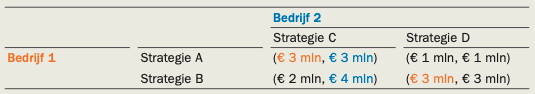 Bedrijf 2
Strategie C Strategie D
Bedrijf 1 Strategie A (€ 3 mln, € 3 mln) (€ 1 mln, € 1 mln)
Strategie B (€ 2 mln, € 4 mln) (€ 3 mln, € 3 mln)